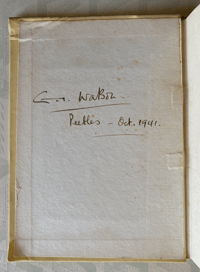 Watson
Peebles - Oct. 1941.